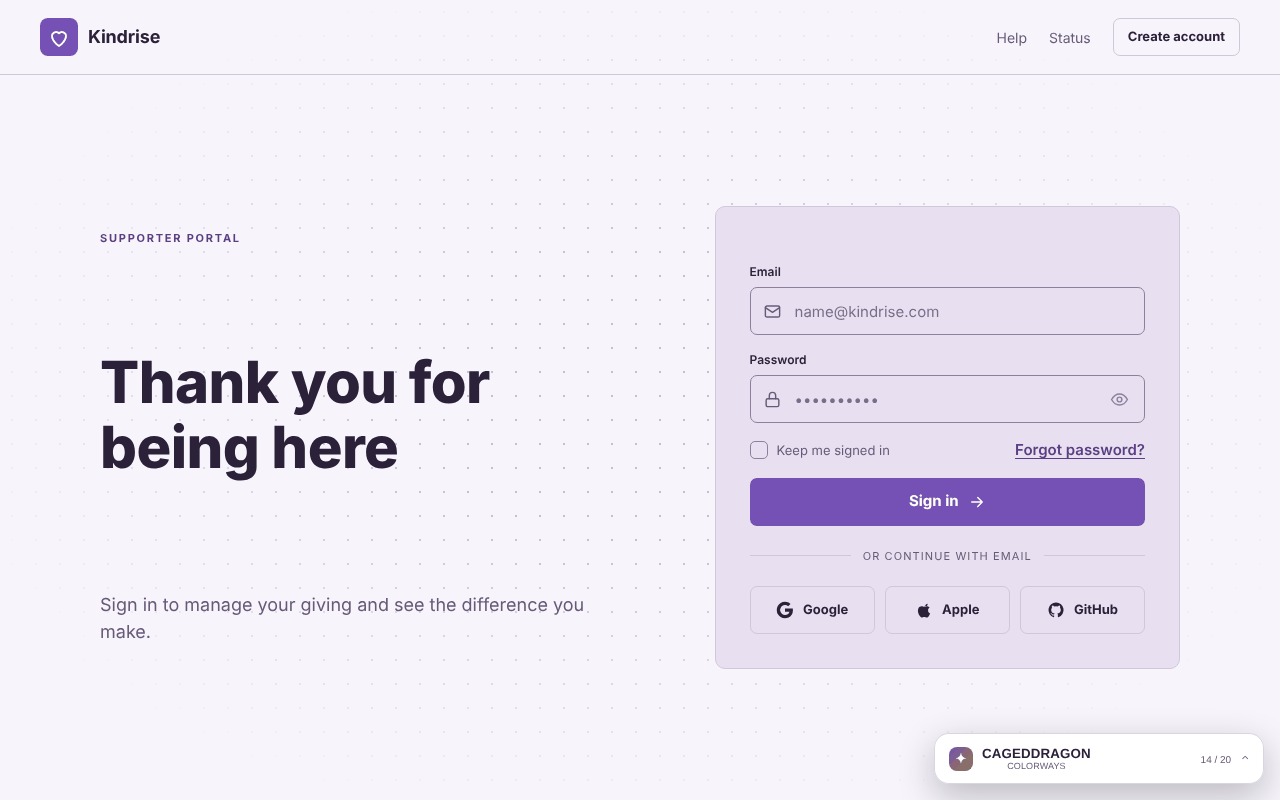 Kindrise
Help
Status
Create account
SUPPORTER PORTAL
Thank you for
being here
Sign in to manage your giving and see the difference you
make.
Email
name@kindrise.com
Password
••••••••••
Keep me signed in
Forgot password?
Sign in
OR CONTINUE WITH EMAIL
Google
Apple
GitHub
CAGEDDRAGON
COLORWAYS
14 / 20